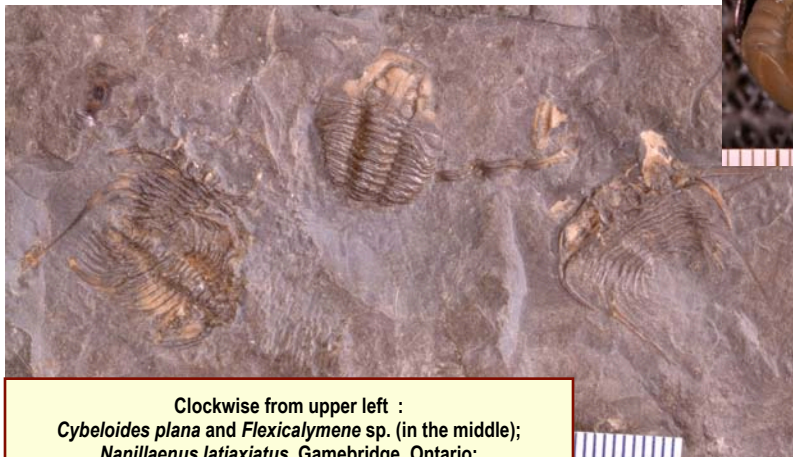 Clockwise from upper left :
Cybeloides plana and Flexicalymene sp. (in the middle);
Nanillaenus latiaxiatus, Gamebridge, Ontario;